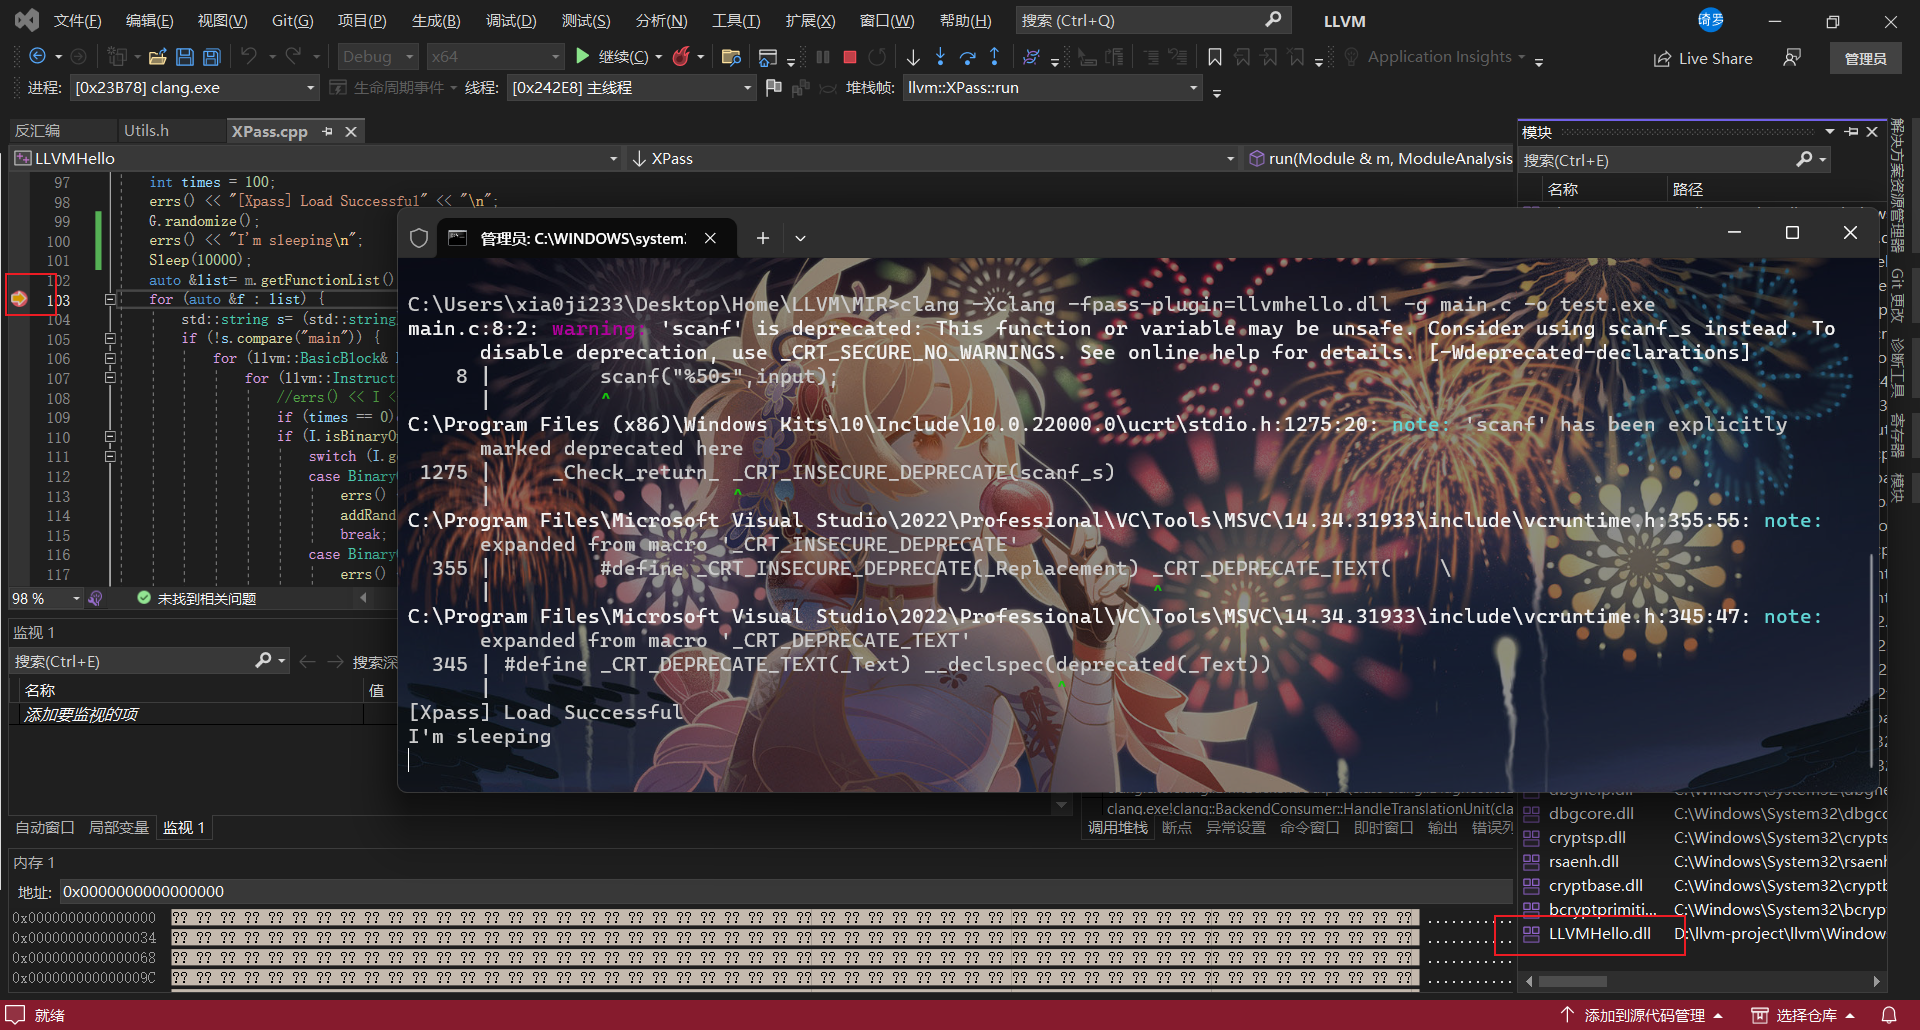 文件(F) 编辑(E) 视图(V) Git(G) 项目(P) 生成(B) 调试(D) 测试(S) 分析(N) 工具(T) 扩展(X) 窗口(W) 帮助(H) 搜索 (Ctrl+Q) LLVM 琦罗
Debug x64 继续(C) Application Insights Live Share 管理员
进程: [0x23B78] clang.exe 生命周期事件 线程: [0x242E8] 主线程 堆栈帧: llvm::XPass::run
反汇编 Utils.h XPass.cpp
LLVMHello XPass run(Module & m, ModuleAnalysis
97 int times = 100;
98 errs() << "[Xpass] Load Successful" << "\n";
99 G.randomize();
100 errs() << "I'm sleeping\n";
101 Sleep(10000);
102 auto &list= m.getFunctionList()
103 for (auto &f : list) {
104 std::string s= (std::string
105 if (!s.compare("main")) {
106 for (llvm::BasicBlock&
107 for (llvm::Instruct
108 //errs() << I <
109 if (times == 0)
110 if (I.isBinaryO
111 switch (I.g
112 case Binary
113 errs()
114 addRand
115 break;
116 case Binary
117 errs()
98 % 未找到相关问题
监视 1
搜索(Ctrl+E) 搜索深
名称 值
添加要监视的项
自动窗口 局部变量 监视 1
管理员: C:\WINDOWS\system
C:\Users\xia0ji233\Desktop\Home\LLVM\MIR>clang -Xclang -fpass-plugin=llvmhello.dll -g main.c -o test.exe
main.c:8:2: warning: 'scanf' is deprecated: This function or variable may be unsafe. Consider using scanf_s instead. To
disable deprecation, use _CRT_SECURE_NO_WARNINGS. See online help for details. [-Wdeprecated-declarations]
8 | scanf("%50s",input);
| ^
C:\Program Files (x86)\Windows Kits\10\Include\10.0.22000.0\ucrt\stdio.h:1275:20: note: 'scanf' has been explicitly
marked deprecated here
1275 | _Check_return_ _CRT_INSECURE_DEPRECATE(scanf_s)
| ^
C:\Program Files\Microsoft Visual Studio\2022\Professional\VC\Tools\MSVC\14.34.31933\include\vcruntime.h:355:55: note:
expanded from macro '_CRT_INSECURE_DEPRECATE'
355 | #define _CRT_INSECURE_DEPRECATE(_Replacement) _CRT_DEPRECATE_TEXT( \
| ^
C:\Program Files\Microsoft Visual Studio\2022\Professional\VC\Tools\MSVC\14.34.31933\include\vcruntime.h:345:47: note:
expanded from macro '_CRT_DEPRECATE_TEXT'
345 | #define _CRT_DEPRECATE_TEXT(_Text) __declspec(deprecated(_Text))
| ^
[Xpass] Load Successful
I'm sleeping
clang.exe!clang::BackendConsumer::HandleTranslationUnit(cla
调用堆栈 断点 异常设置 命令窗口 即时窗口 输出 错误列
模块
搜索(Ctrl+E)
名称 路径
dbghelp.dll C:\Windows\System32\dbghe
dbgcore.dll C:\Windows\System32\dbgco
cryptsp.dll C:\Windows\System32\crypts
rsaenh.dll C:\Windows\System32\rsaenh
cryptbase.dll C:\Windows\System32\cryptb
bcryptprimiti... C:\Windows\System32\bcryp
LLVMHello.dll D:\llvm-project\llvm\Window
解决方案资源管理器
Git 更改
诊断工具
寄存器
模块
内存 1
地址: 0x0000000000000000
0x0000000000000000 ?? ?? ?? ?? ?? ?? ?? ?? ?? ?? ?? ?? ?? ?? ?? ?? ?? ?? ?? ?? ?? ?? ?? ?? ?? ?? ?? ?? ?? ?? ?? ?? ?? ?? ?? ?? ?? ?? ?? ?? ?? ?? ?? ?? ?? ?? ?? ?? ?? ?? ?? ??
0x0000000000000034 ?? ?? ?? ?? ?? ?? ?? ?? ?? ?? ?? ?? ?? ?? ?? ?? ?? ?? ?? ?? ?? ?? ?? ?? ?? ?? ?? ?? ?? ?? ?? ?? ?? ?? ?? ?? ?? ?? ?? ?? ?? ?? ?? ?? ?? ?? ?? ?? ?? ?? ?? ??
0x0000000000000068 ?? ?? ?? ?? ?? ?? ?? ?? ?? ?? ?? ?? ?? ?? ?? ?? ?? ?? ?? ?? ?? ?? ?? ?? ?? ?? ?? ?? ?? ?? ?? ?? ?? ?? ?? ?? ?? ?? ?? ?? ?? ?? ?? ?? ?? ?? ?? ?? ?? ?? ?? ??
0x000000000000009C ?? ?? ?? ?? ?? ?? ?? ?? ?? ?? ?? ?? ?? ?? ?? ?? ?? ?? ?? ?? ?? ?? ?? ?? ?? ?? ?? ?? ?? ?? ?? ?? ?? ?? ?? ?? ?? ?? ?? ?? ?? ?? ?? ?? ?? ?? ?? ?? ?? ?? ?? ??
就绪 添加到源代码管理 选择仓库